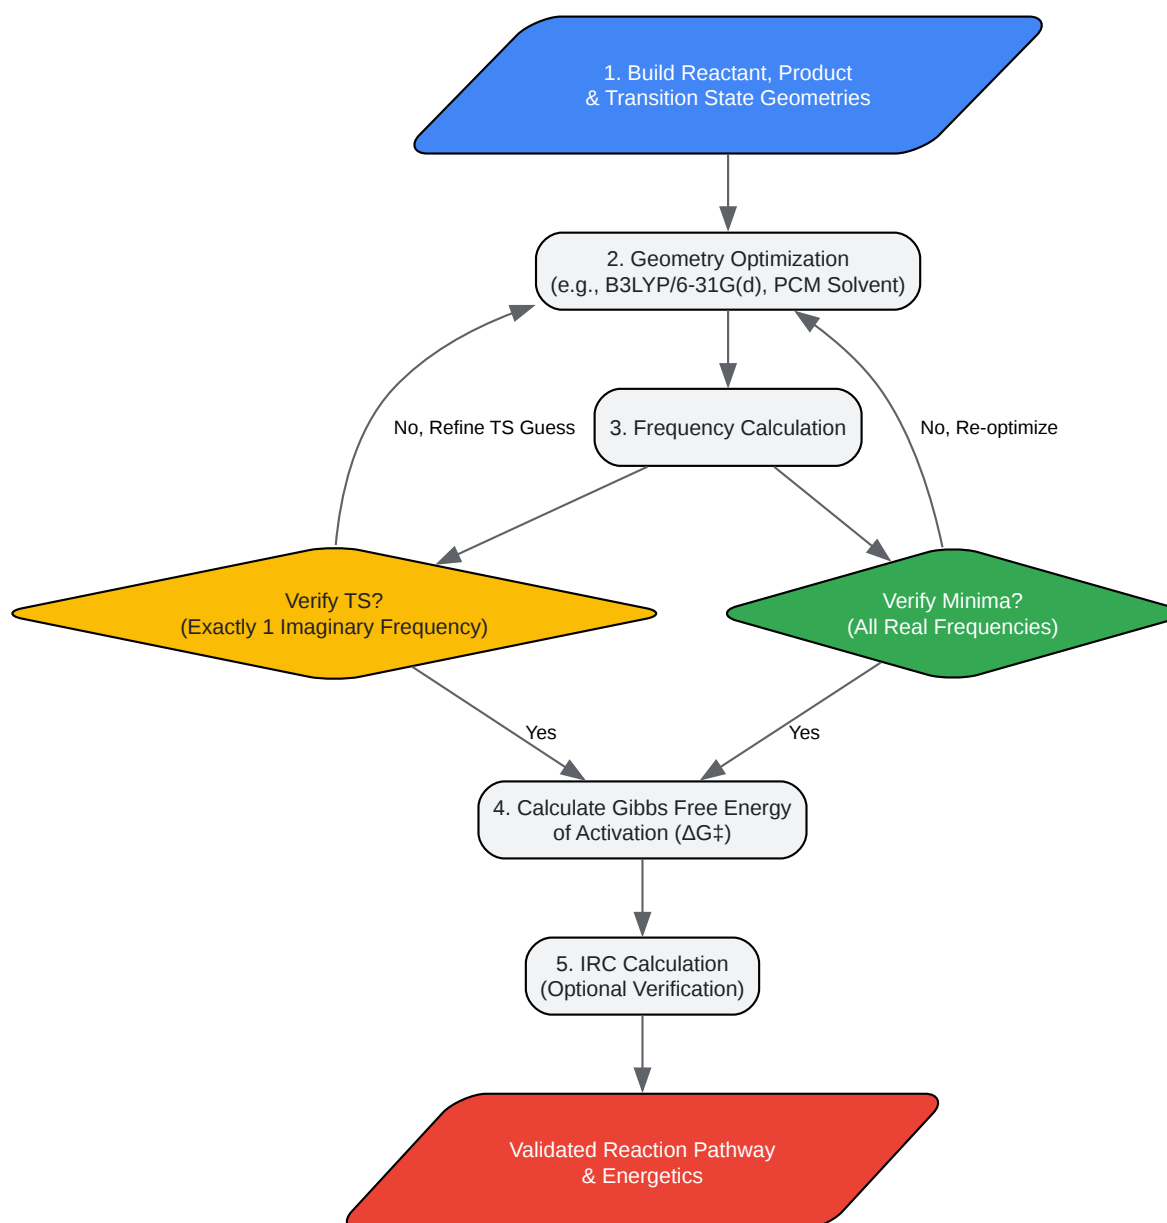 1. Build Reactant, Product
& Transition State Geometries
2. Geometry Optimization
(e.g., B3LYP/6-31G(d), PCM Solvent)
No, Refine TS Guess
3. Frequency Calculation
No, Re-optimize
Verify TS?
(Exactly 1 Imaginary Frequency)
Verify Minima?
(All Real Frequencies)
Yes
Yes
4. Calculate Gibbs Free Energy
of Activation (ΔG‡)
5. IRC Calculation
(Optional Verification)
Validated Reaction Pathway
& Energetics